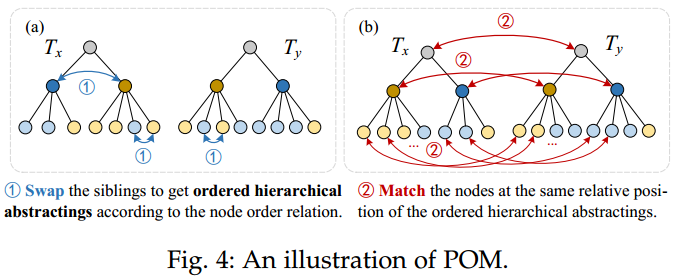 (a)
Tx
Ty
①
①
①
① Swap the siblings to get ordered hierarchical
abstractings according to the node order relation.
(b)
②
Tx
Ty
②
... ② ...
② Match the nodes at the same relative posi-
tion of the ordered hierarchical abstractings.
Fig. 4: An illustration of POM.